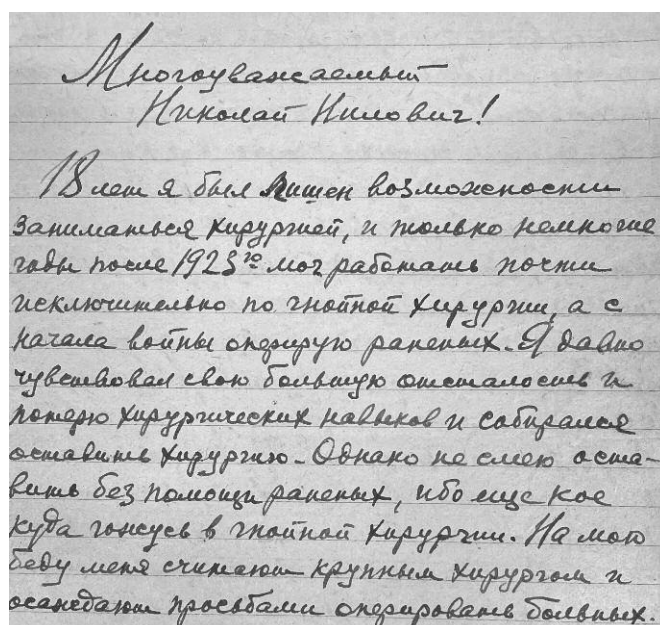 Многоуважаемый
Николай Нилович!
18 лет я был лишен возможности
заниматься хирургией, и только немногие
годы после 1923го мог работать почти
исключительно по гнойной хирургии, а с
начала войны оперирую раненых. Я давно
чувствовал свою большую отсталость и
потерю хирургических навыков и собирался
оставить хирургию. Однако не смею оста-
вить без помощи раненых, ибо еще кое
куда гожусь в гнойной хирургии. На мою
беду меня считают крупным хирургом и
осаждают просьбами оперировать больных.